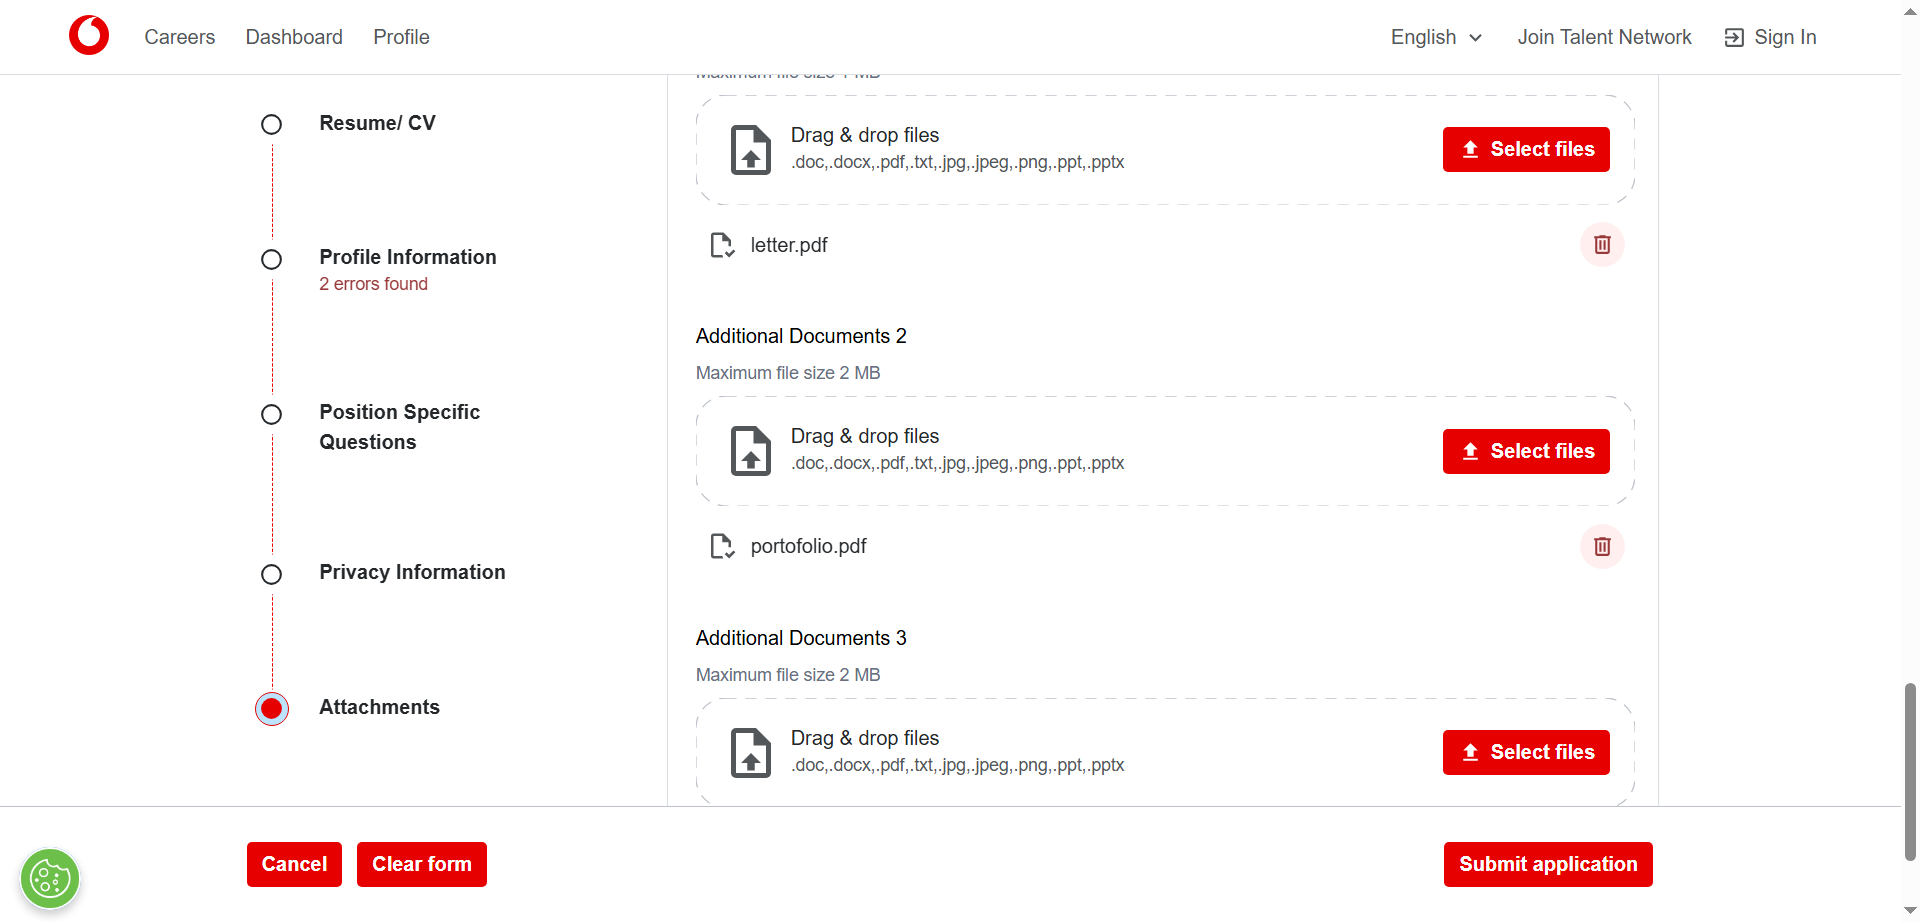 Careers
Dashboard
Profile
English
Join Talent Network
Sign In
Resume/ CV
Profile Information
2 errors found
Position Specific
Questions
Privacy Information
Attachments
Drag & drop files
.doc,.docx,.pdf,.txt,.jpg,.jpeg,.png,.ppt,.pptx
Select files
letter.pdf
Additional Documents 2
Maximum file size 2 MB
Drag & drop files
.doc,.docx,.pdf,.txt,.jpg,.jpeg,.png,.ppt,.pptx
Select files
portofolio.pdf
Additional Documents 3
Maximum file size 2 MB
Drag & drop files
.doc,.docx,.pdf,.txt,.jpg,.jpeg,.png,.ppt,.pptx
Select files
Cancel
Clear form
Submit application